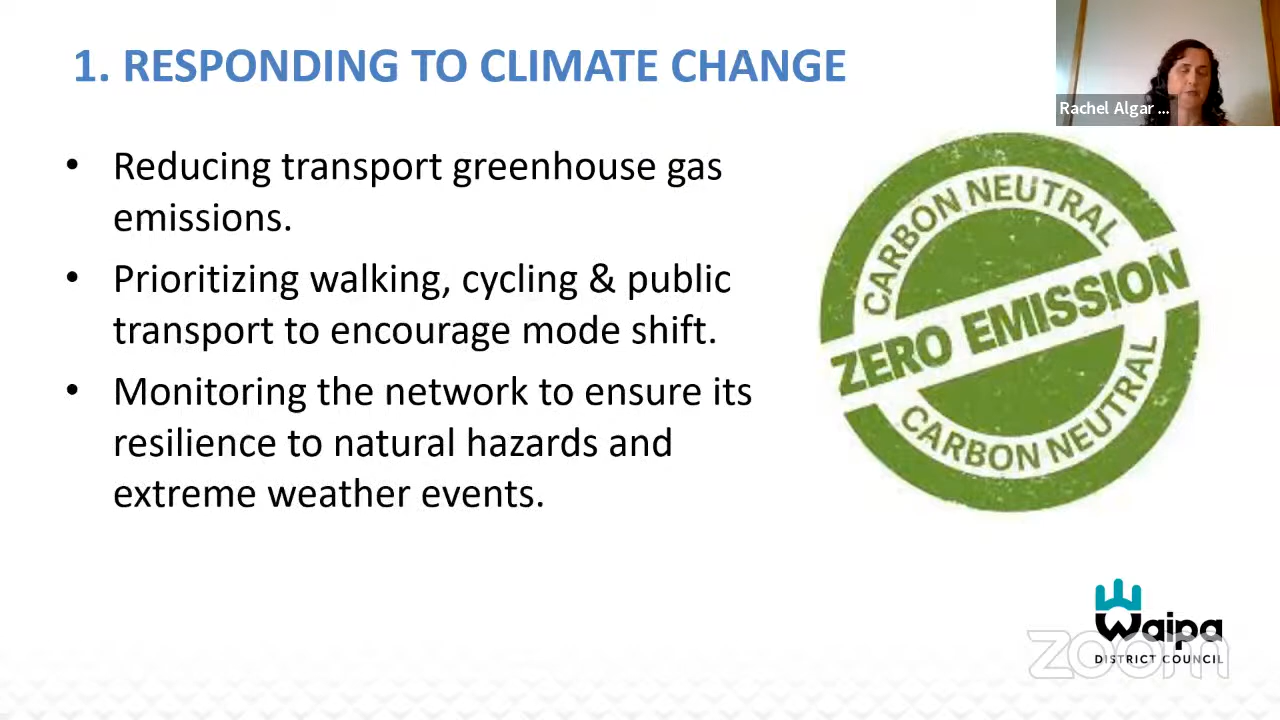 1. RESPONDING TO CLIMATE CHANGE
Rachel Algar ...
• Reducing transport greenhouse gas
emissions.
• Prioritizing walking, cycling & public
transport to encourage mode shift.
• Monitoring the network to ensure its
resilience to natural hazards and
extreme weather events.
CARBON NEUTRAL
ZERO EMISSION
CARBON NEUTRAL
Waipa
DISTRICT COUNCIL
zoom